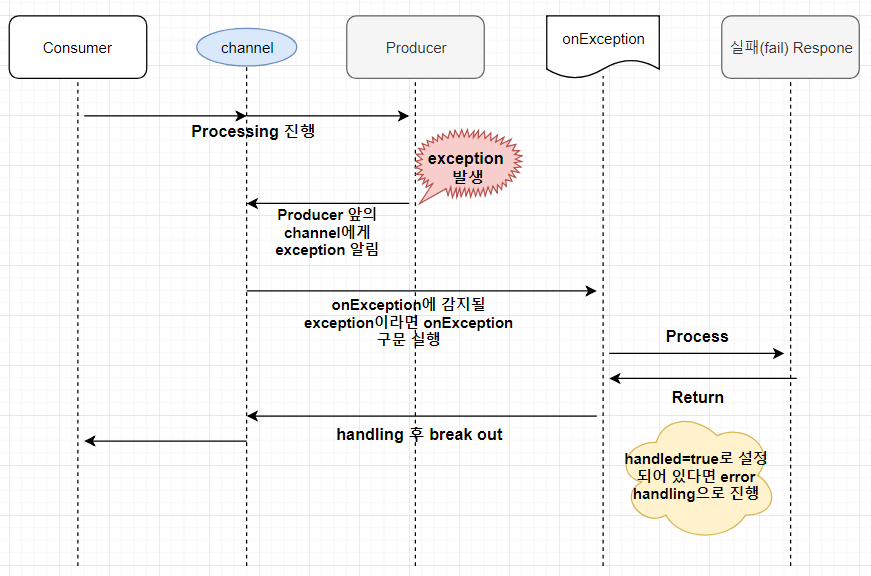 Consumer
channel
Producer
onException
실패(fail) Respone
Processing 진행
exception
발생
Producer 앞의
channel에게
exception 알림
onException에 감지될
exception이라면 onException
구문 실행
Process
Return
handling 후 break out
handled=true로 설정
되어 있다면 error
handling으로 진행